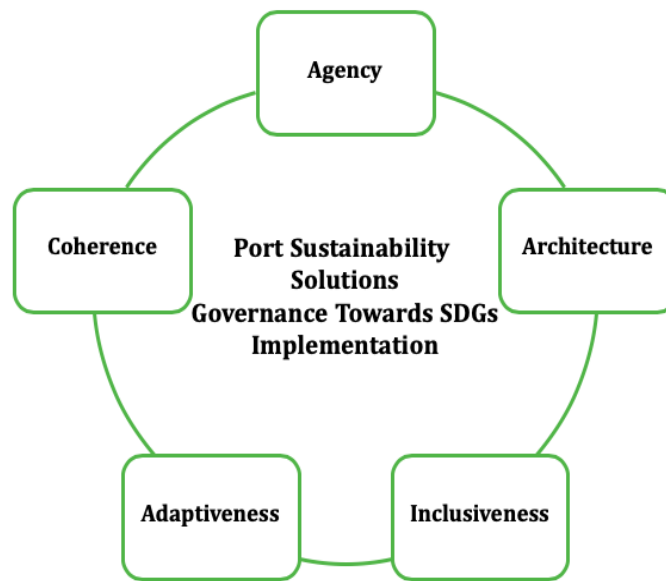 Agency
Coherence
Architecture
Port Sustainability
Solutions
Governance Towards SDGs
Implementation
Adaptiveness
Inclusiveness